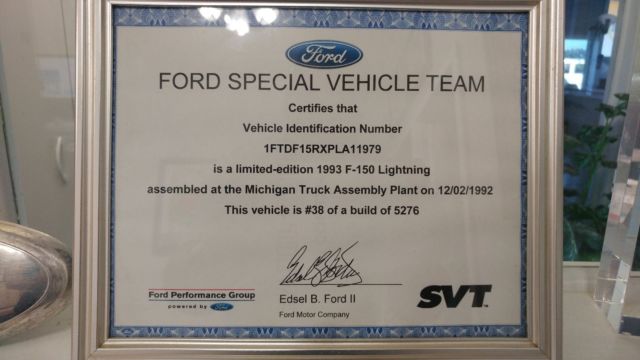 Ford
FORD SPECIAL VEHICLE TEAM
Certifies that
Vehicle Identification Number
1FTDF15RXPLA11979
is a limited-edition 1993 F-150 Lightning
assembled at the Michigan Truck Assembly Plant on 12/02/1992
This vehicle is #38 of a build of 5276
Edsel B. Ford II
Ford Motor Company
Ford Performance Group
powered by Ford
SVT